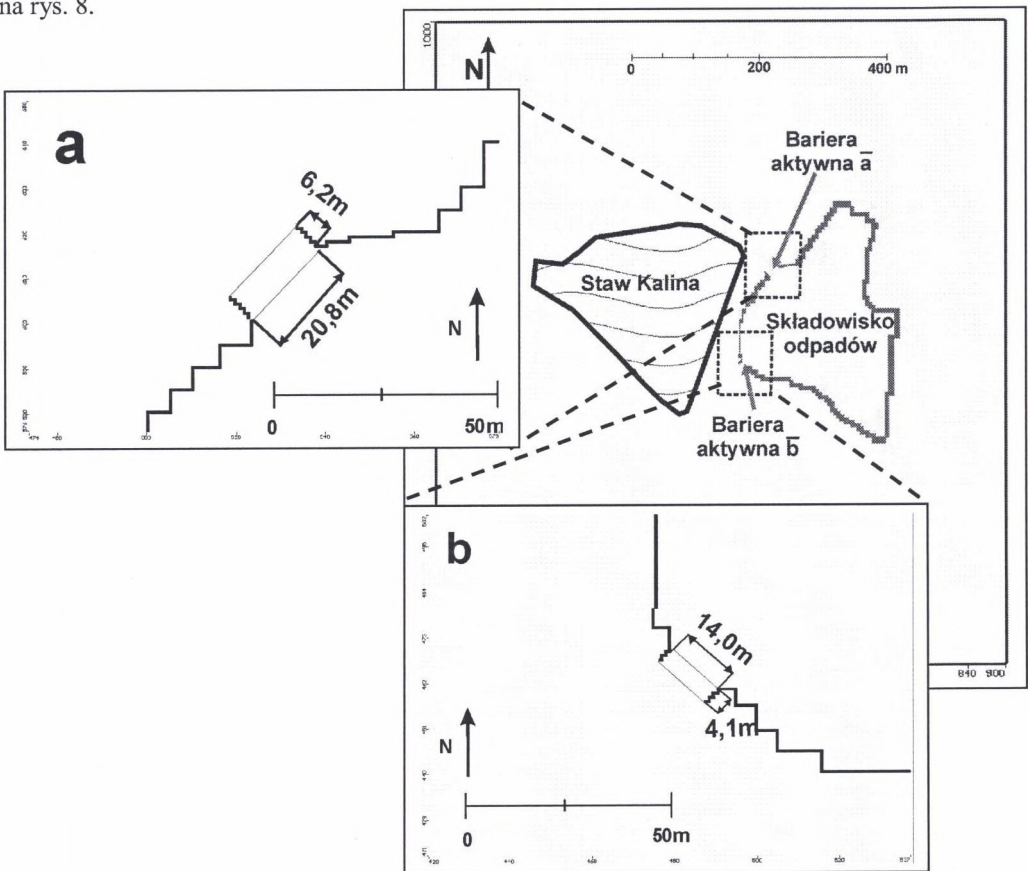 na rys. 8.
1000
N
0 200 400 m
a
Bariera
aktywna a̅
6,2m
Staw Kalina
20,8m
N
Składowisko
odpadów
0 50m
Bariera
aktywna b̅
b
14,0m
840 900
4,1m
N
0 50m